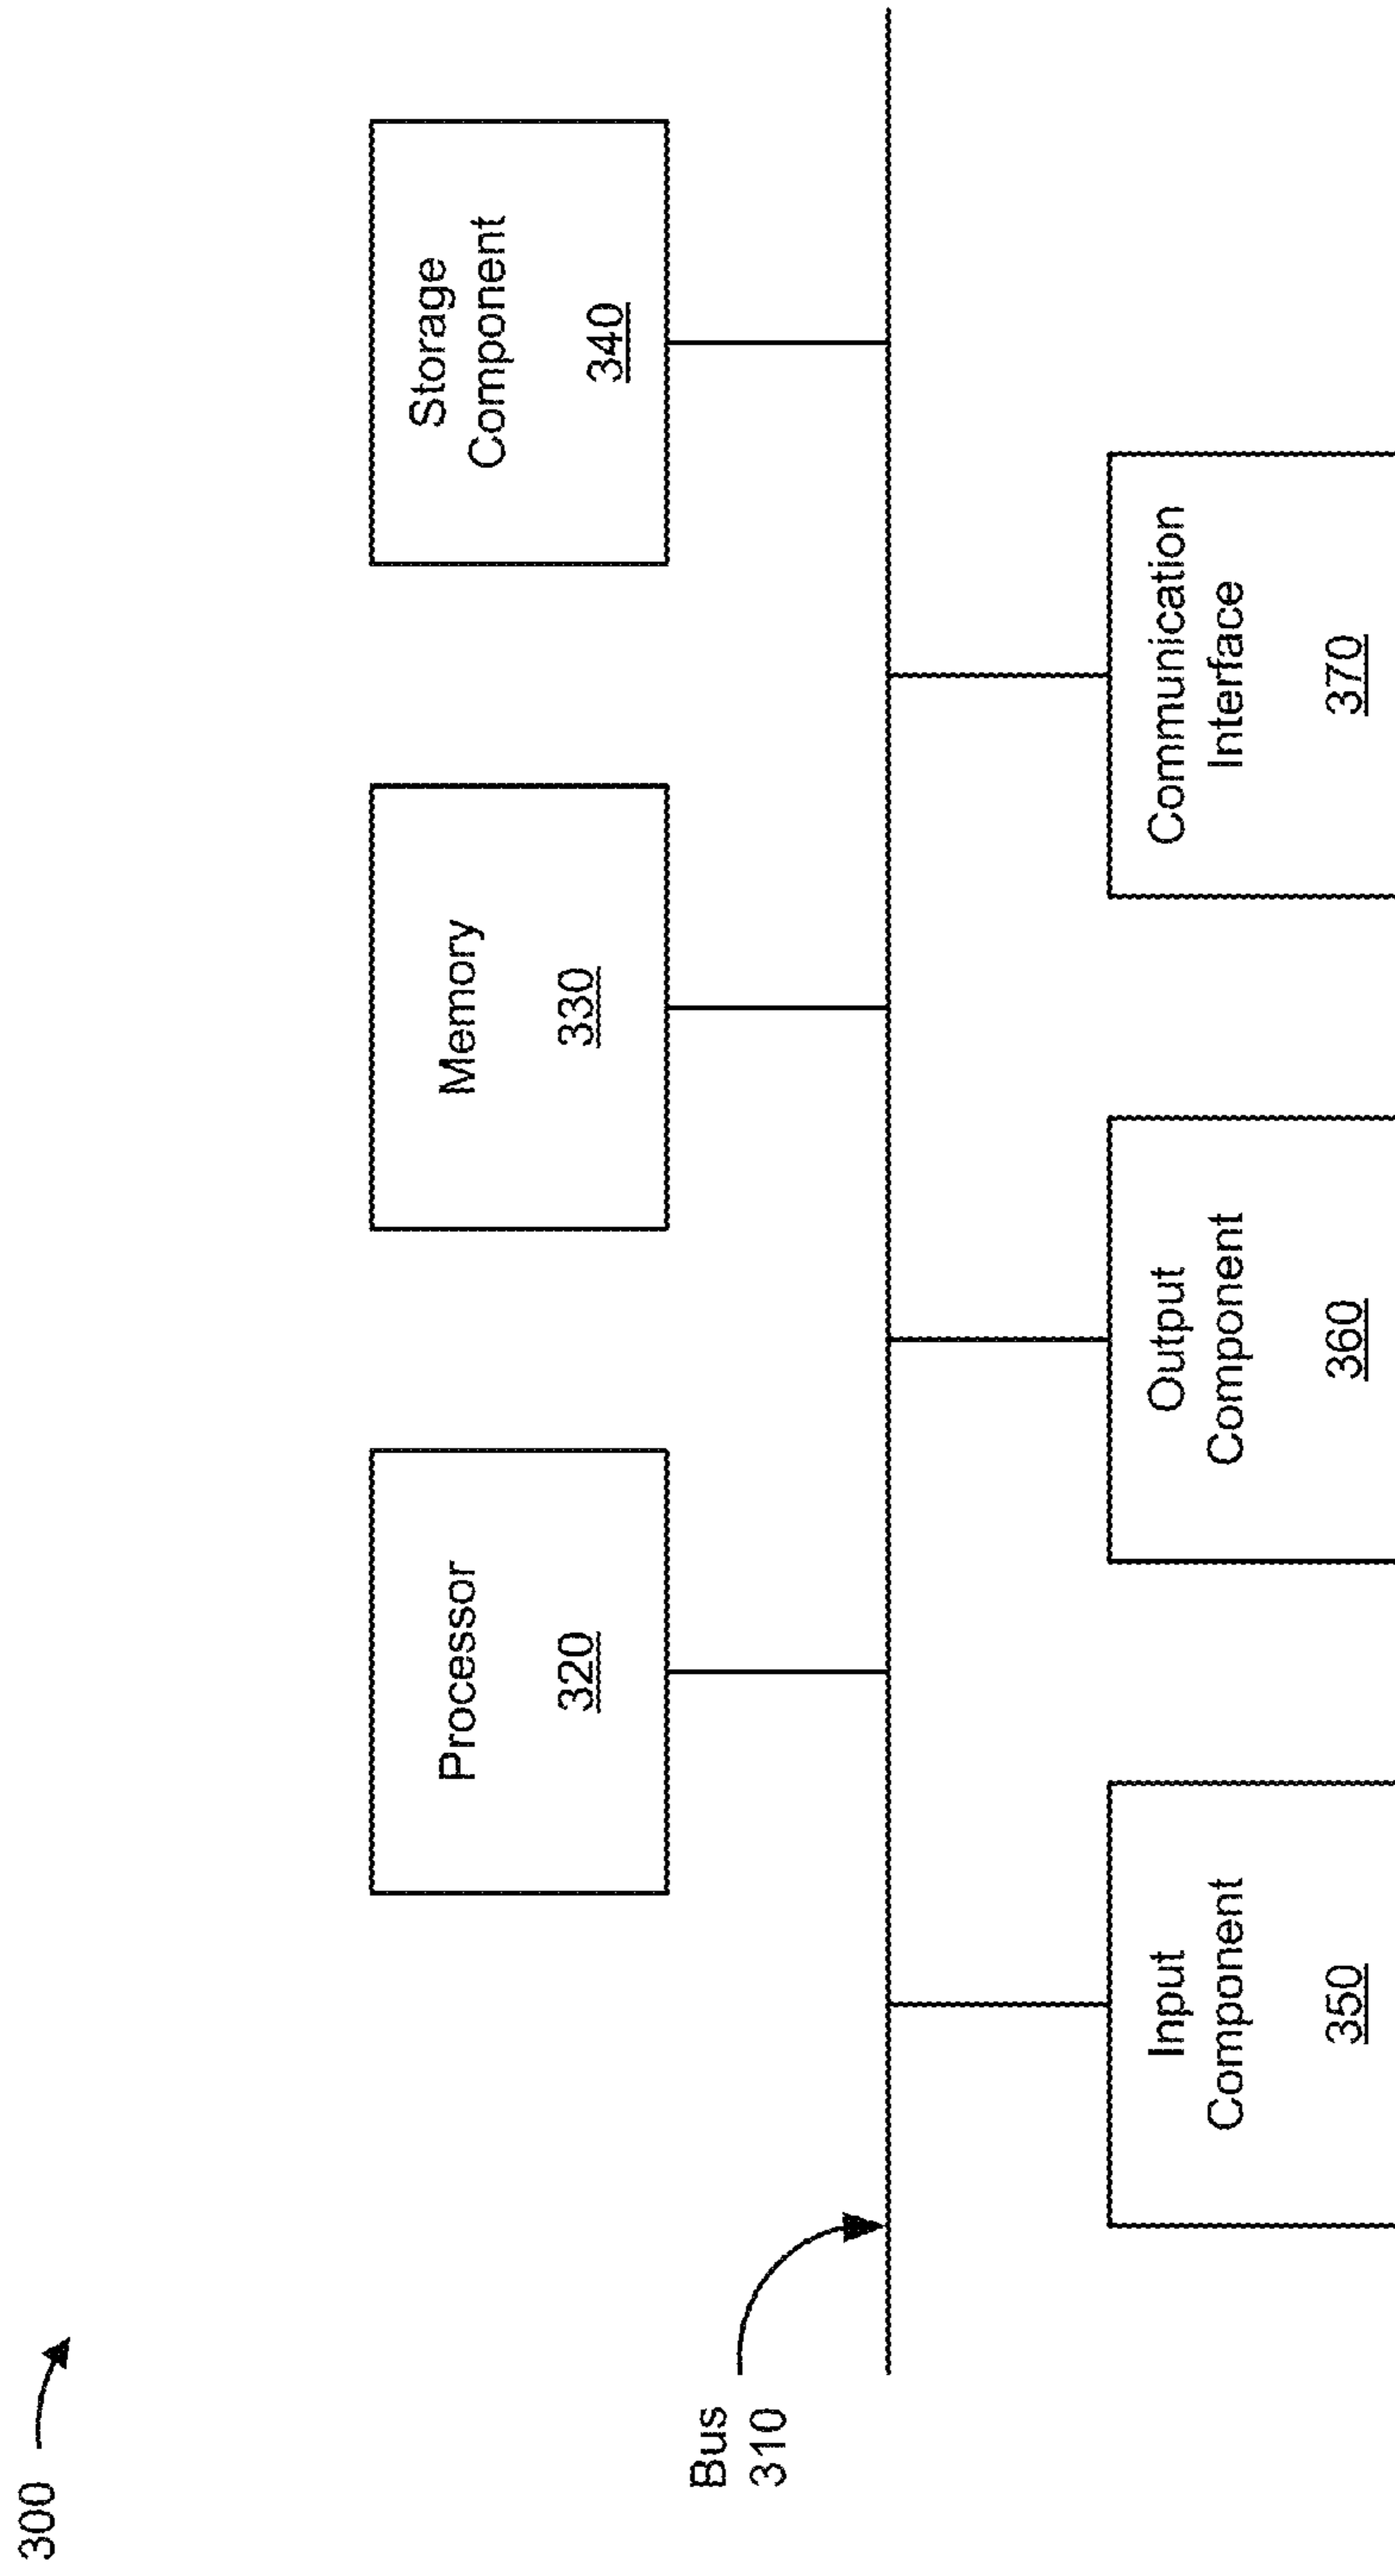 300
Processor
320
Memory
330
Storage
Component
340
Bus
310
Input
Component
350
Output
Component
360
Communication
Interface
370